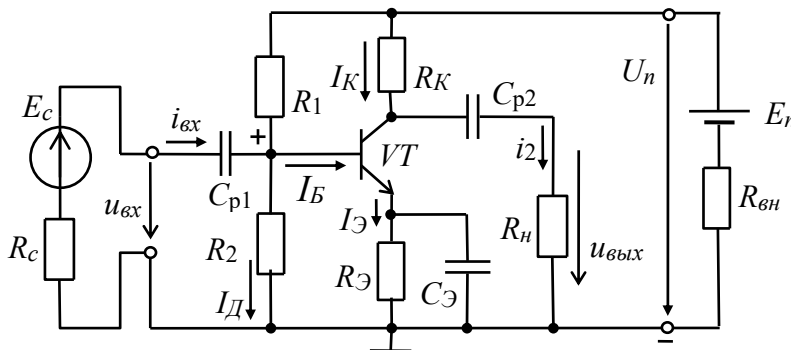 E_c
R_c
u_вх
i_вх
C_р1
+
R_1
R_2
I_Д
I_Б
I_К
R_К
VT
I_Э
R_Э
C_Э
C_р2
i_2
R_н
u_вых
U_п
E_п
R_вн
−